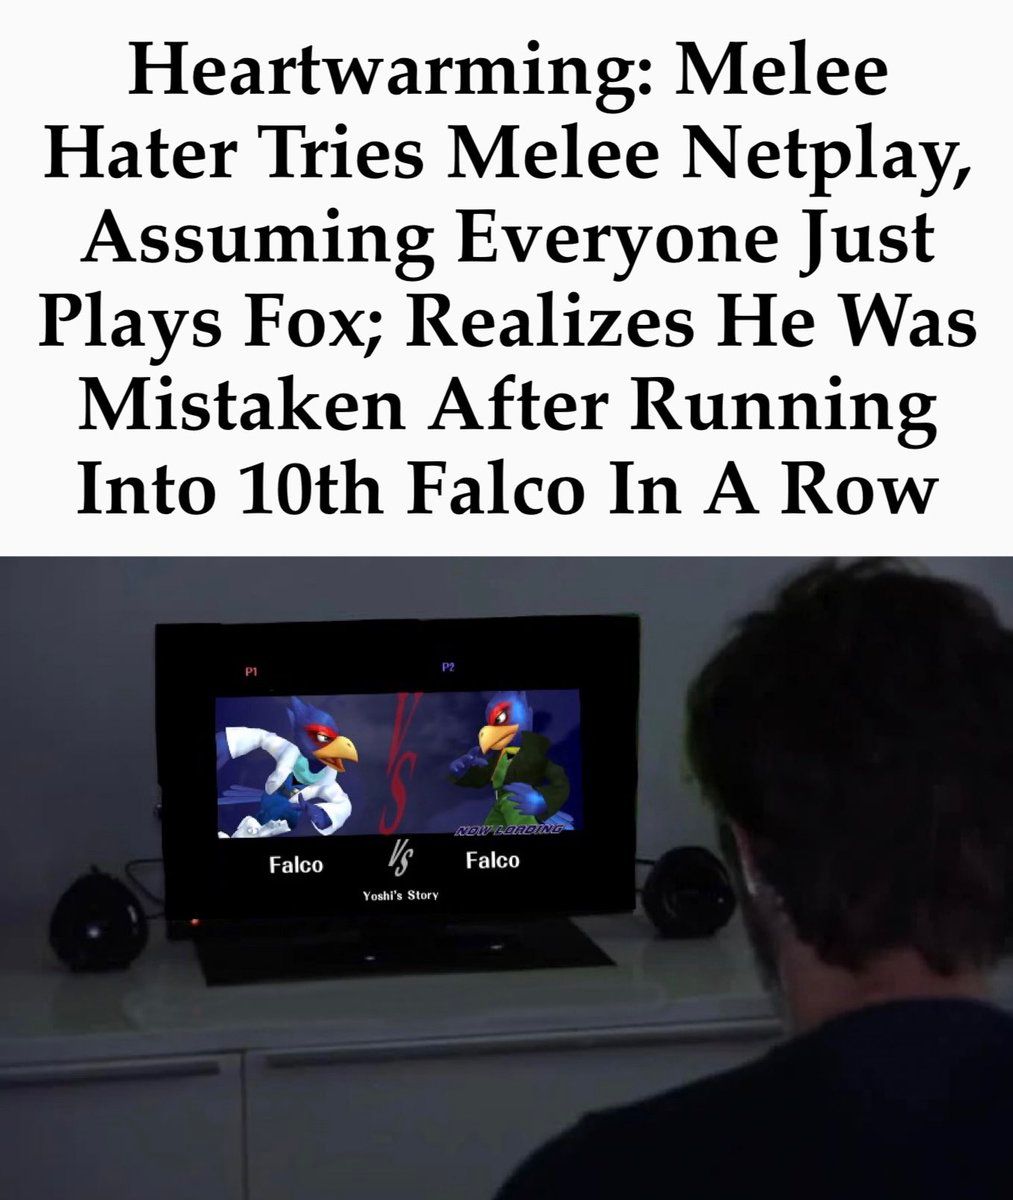 Heartwarming: Melee
Hater Tries Melee Netplay,
Assuming Everyone Just
Plays Fox; Realizes He Was
Mistaken After Running
Into 10th Falco In A Row
P1
P2
VS
NOW LOADING
Falco
VS
Falco
Yoshi's Story